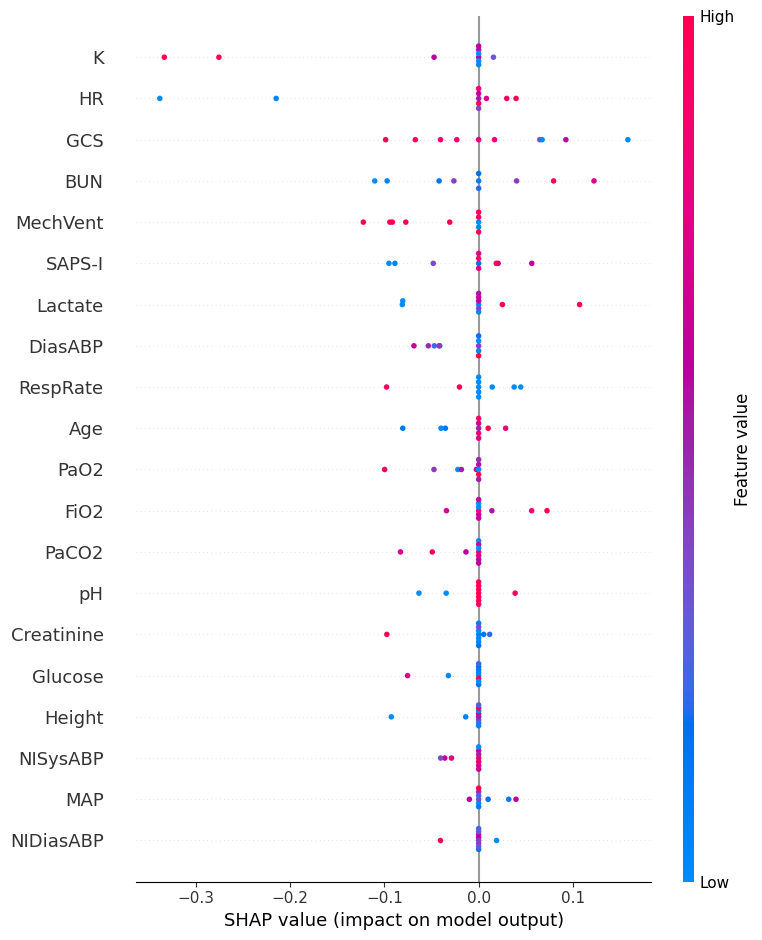 High
K
HR
GCS
BUN
MechVent
SAPS-I
Lactate
DiasABP
RespRate
Age
PaO2
FiO2
PaCO2
pH
Creatinine
Glucose
Height
NISysABP
MAP
NIDiasABP
Feature value
Low
−0.3 −0.2 −0.1 0.0 0.1
SHAP value (impact on model output)